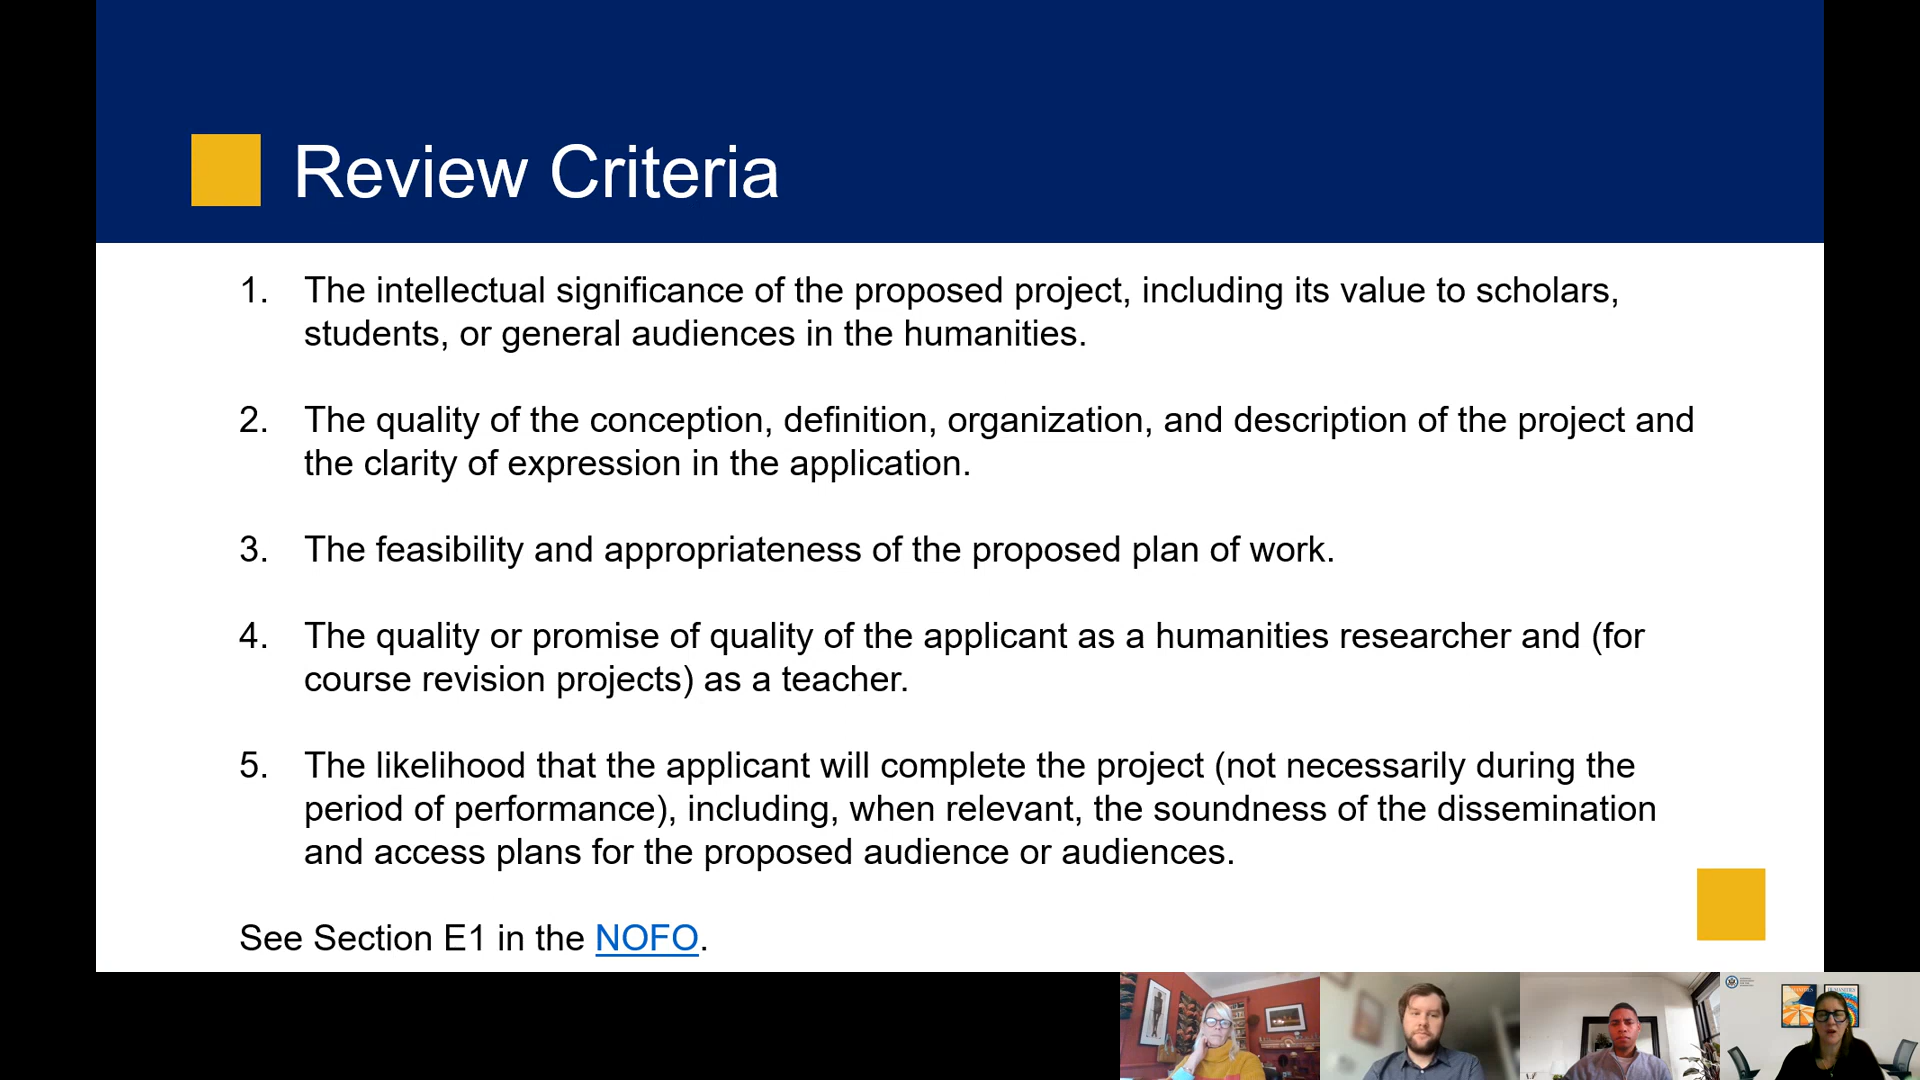 Review Criteria
1. The intellectual significance of the proposed project, including its value to scholars,
students, or general audiences in the humanities.
2. The quality of the conception, definition, organization, and description of the project and
the clarity of expression in the application.
3. The feasibility and appropriateness of the proposed plan of work.
4. The quality or promise of quality of the applicant as a humanities researcher and (for
course revision projects) as a teacher.
5. The likelihood that the applicant will complete the project (not necessarily during the
period of performance), including, when relevant, the soundness of the dissemination
and access plans for the proposed audience or audiences.
See Section E1 in the NOFO.